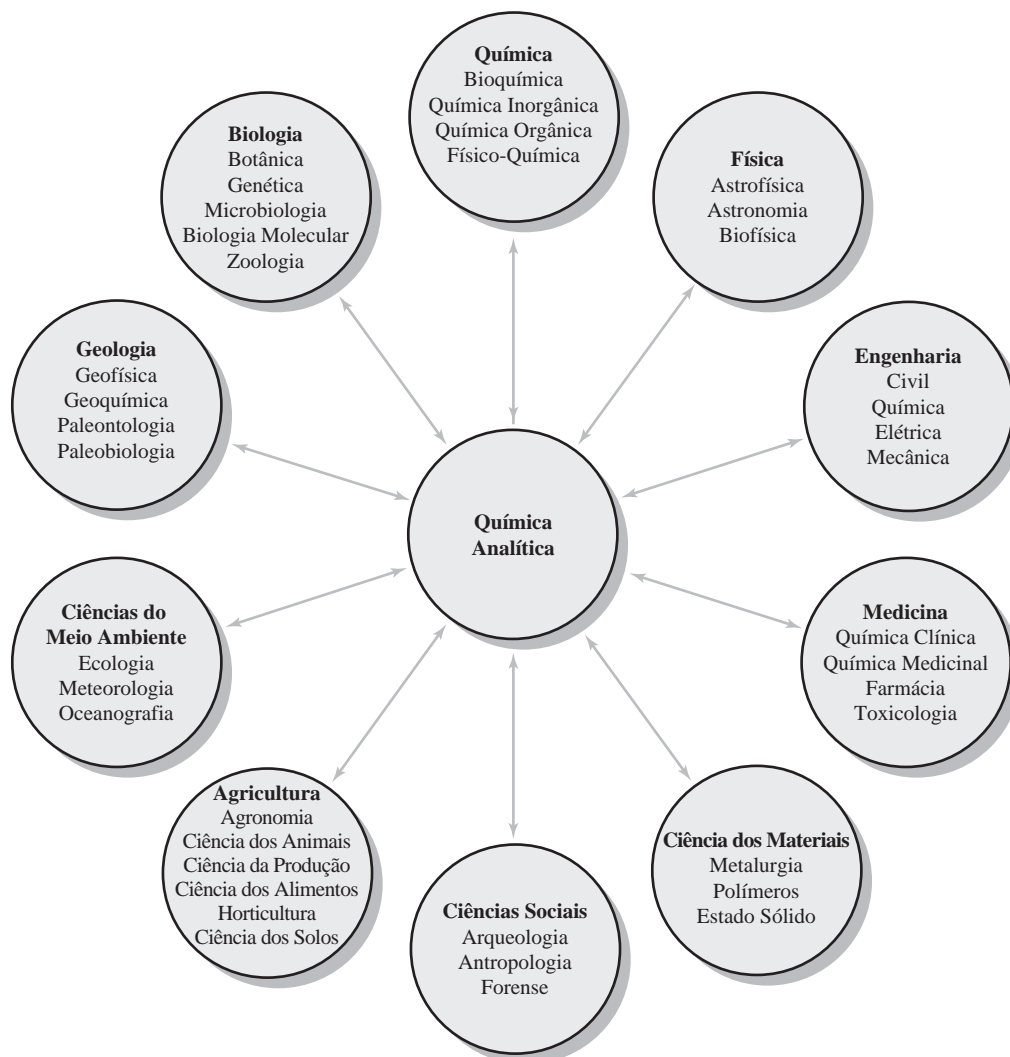 Química
Bioquímica
Química Inorgânica
Química Orgânica
Físico-Química
Biologia
Botânica
Genética
Microbiologia
Biologia Molecular
Zoologia
Física
Astrofísica
Astronomia
Biofísica
Geologia
Geofísica
Geoquímica
Paleontologia
Paleobiologia
Engenharia
Civil
Química
Elétrica
Mecânica
Química
Analítica
Ciências do
Meio Ambiente
Ecologia
Meteorologia
Oceanografia
Medicina
Química Clínica
Química Medicinal
Farmácia
Toxicologia
Agricultura
Agronomia
Ciência dos Animais
Ciência da Produção
Ciência dos Alimentos
Horticultura
Ciência dos Solos
Ciências Sociais
Arqueologia
Antropologia
Forense
Ciência dos Materiais
Metalurgia
Polímeros
Estado Sólido